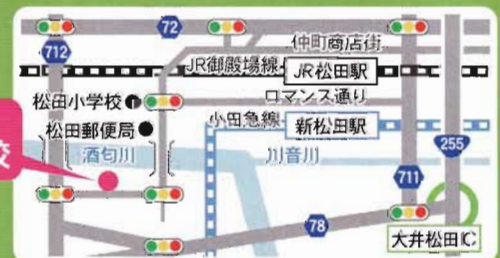 72
712
仲町商店街
JR御殿場線
JR松田駅
松田小学校
ロマンス通り
松田郵便局
小田急線
新松田駅
255
校
酒匂川
川音川
711
78
大井松田IC